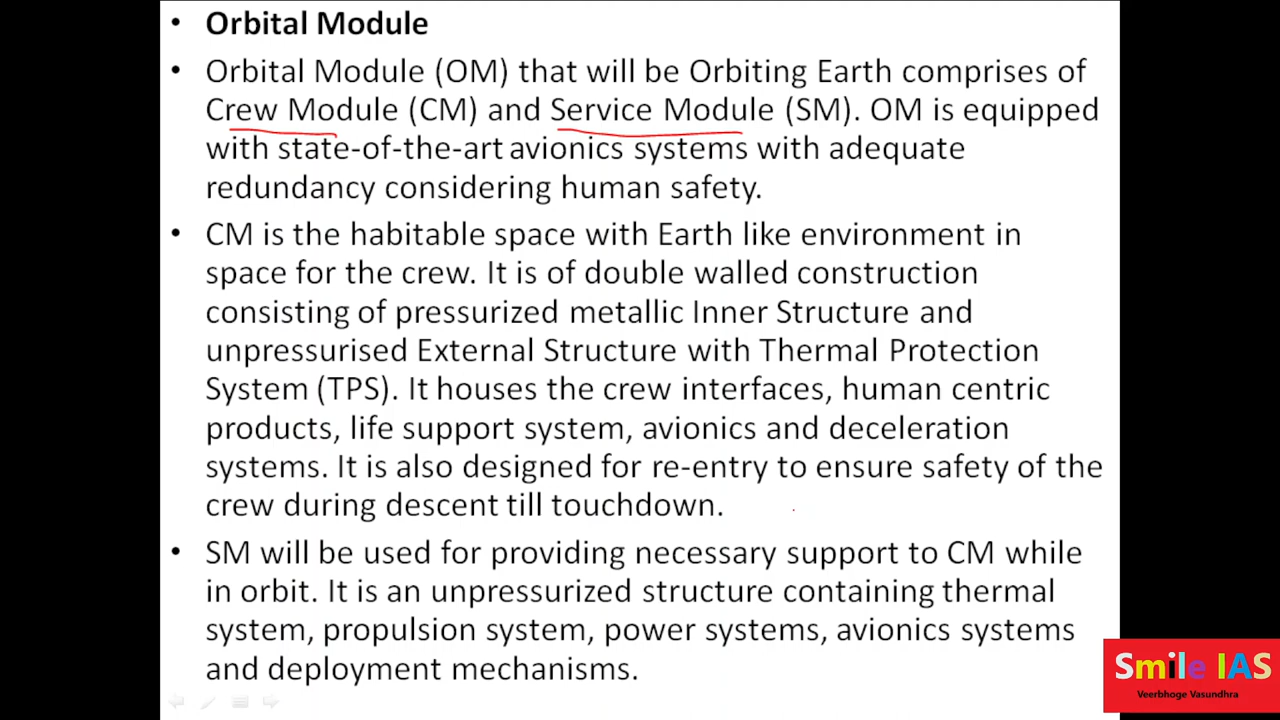 • Orbital Module
• Orbital Module (OM) that will be Orbiting Earth comprises of
Crew Module (CM) and Service Module (SM). OM is equipped
with state-of-the-art avionics systems with adequate
redundancy considering human safety.
• CM is the habitable space with Earth like environment in
space for the crew. It is of double walled construction
consisting of pressurized metallic Inner Structure and
unpressurised External Structure with Thermal Protection
System (TPS). It houses the crew interfaces, human centric
products, life support system, avionics and deceleration
systems. It is also designed for re-entry to ensure safety of the
crew during descent till touchdown.
• SM will be used for providing necessary support to CM while
in orbit. It is an unpressurized structure containing thermal
system, propulsion system, power systems, avionics systems
and deployment mechanisms.
Smile IAS
Veerbhoge Vasundhra